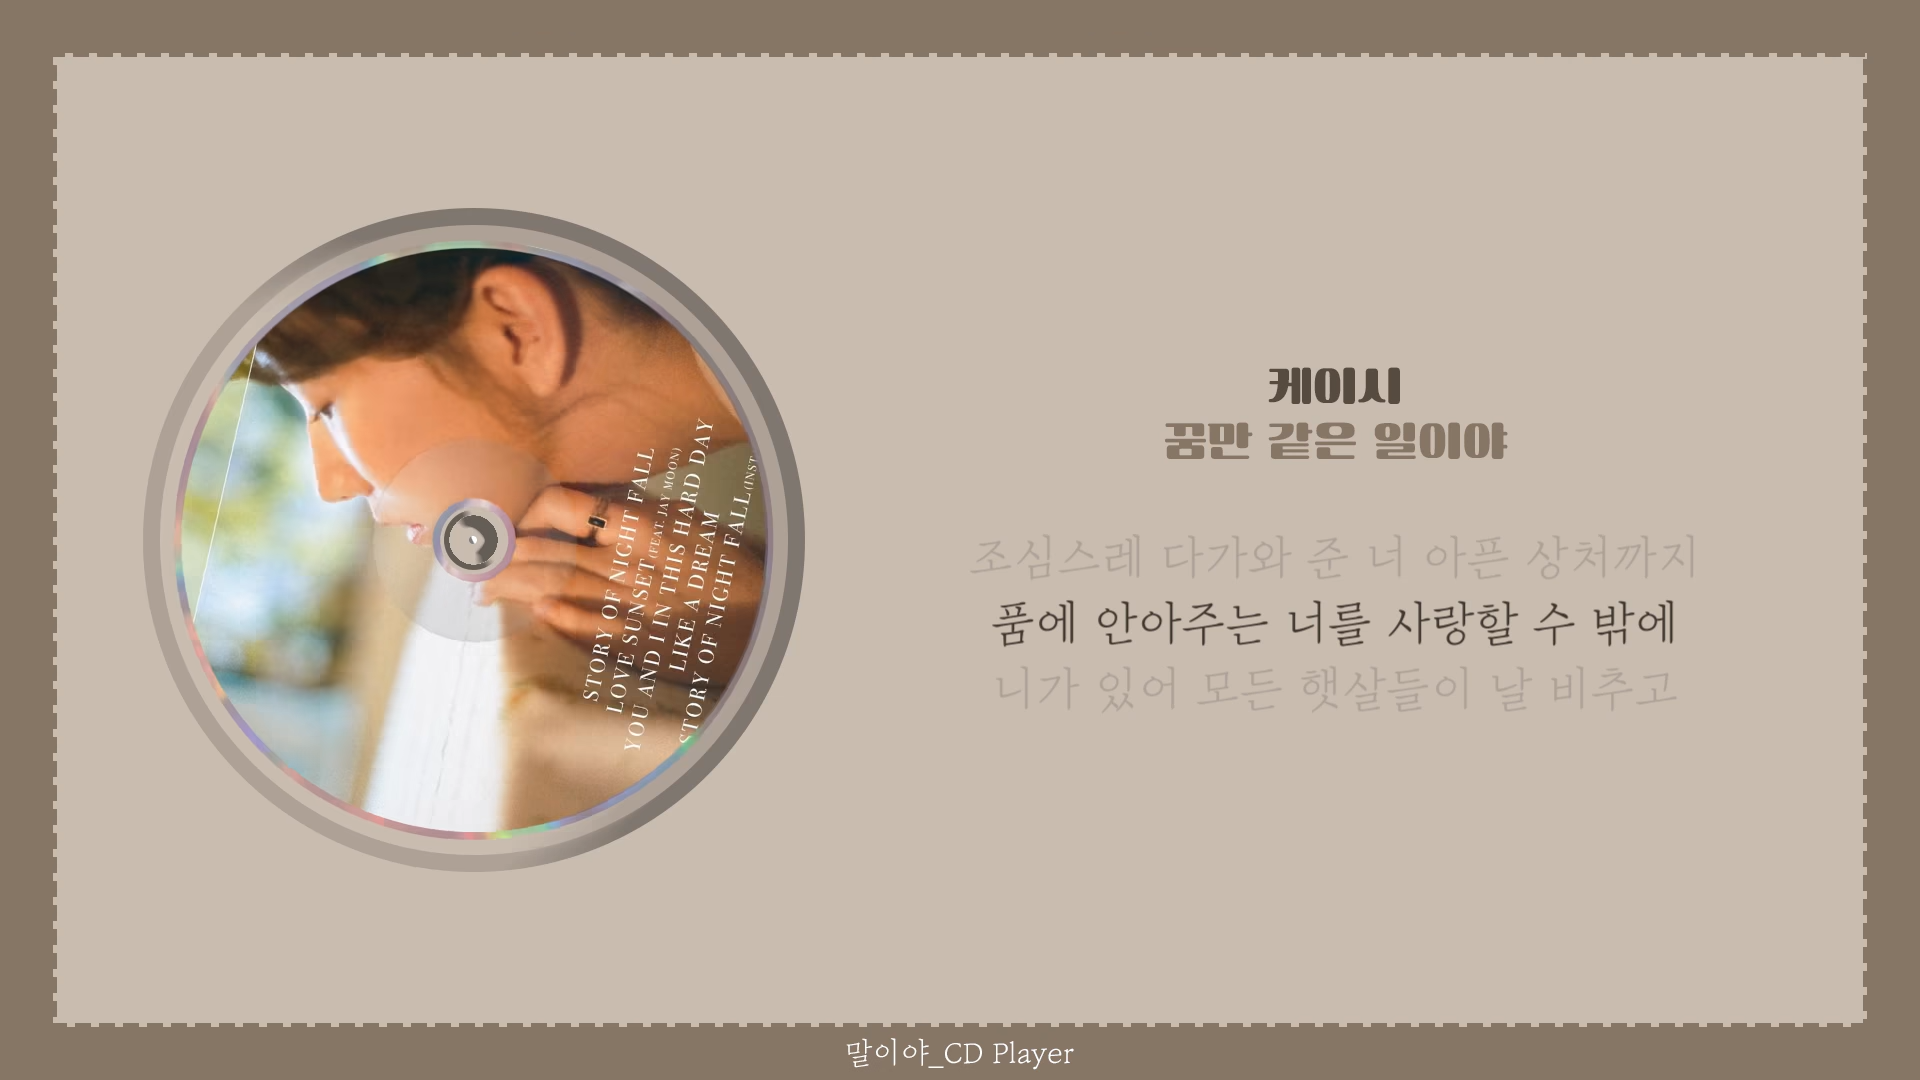 STORY OF NIGHT FALL
LOVE SUNSET (FEAT. JAY MOON)
YOU AND I IN THIS HARD DAY
LIKE A DREAM
STORY OF NIGHT FALL (INST
케이시
꿈만 같은 일이야
조심스레 다가와 준 너 아픈 상처까지
품에 안아주는 너를 사랑할 수 밖에
니가 있어 모든 햇살들이 날 비추고
말이야_CD Player